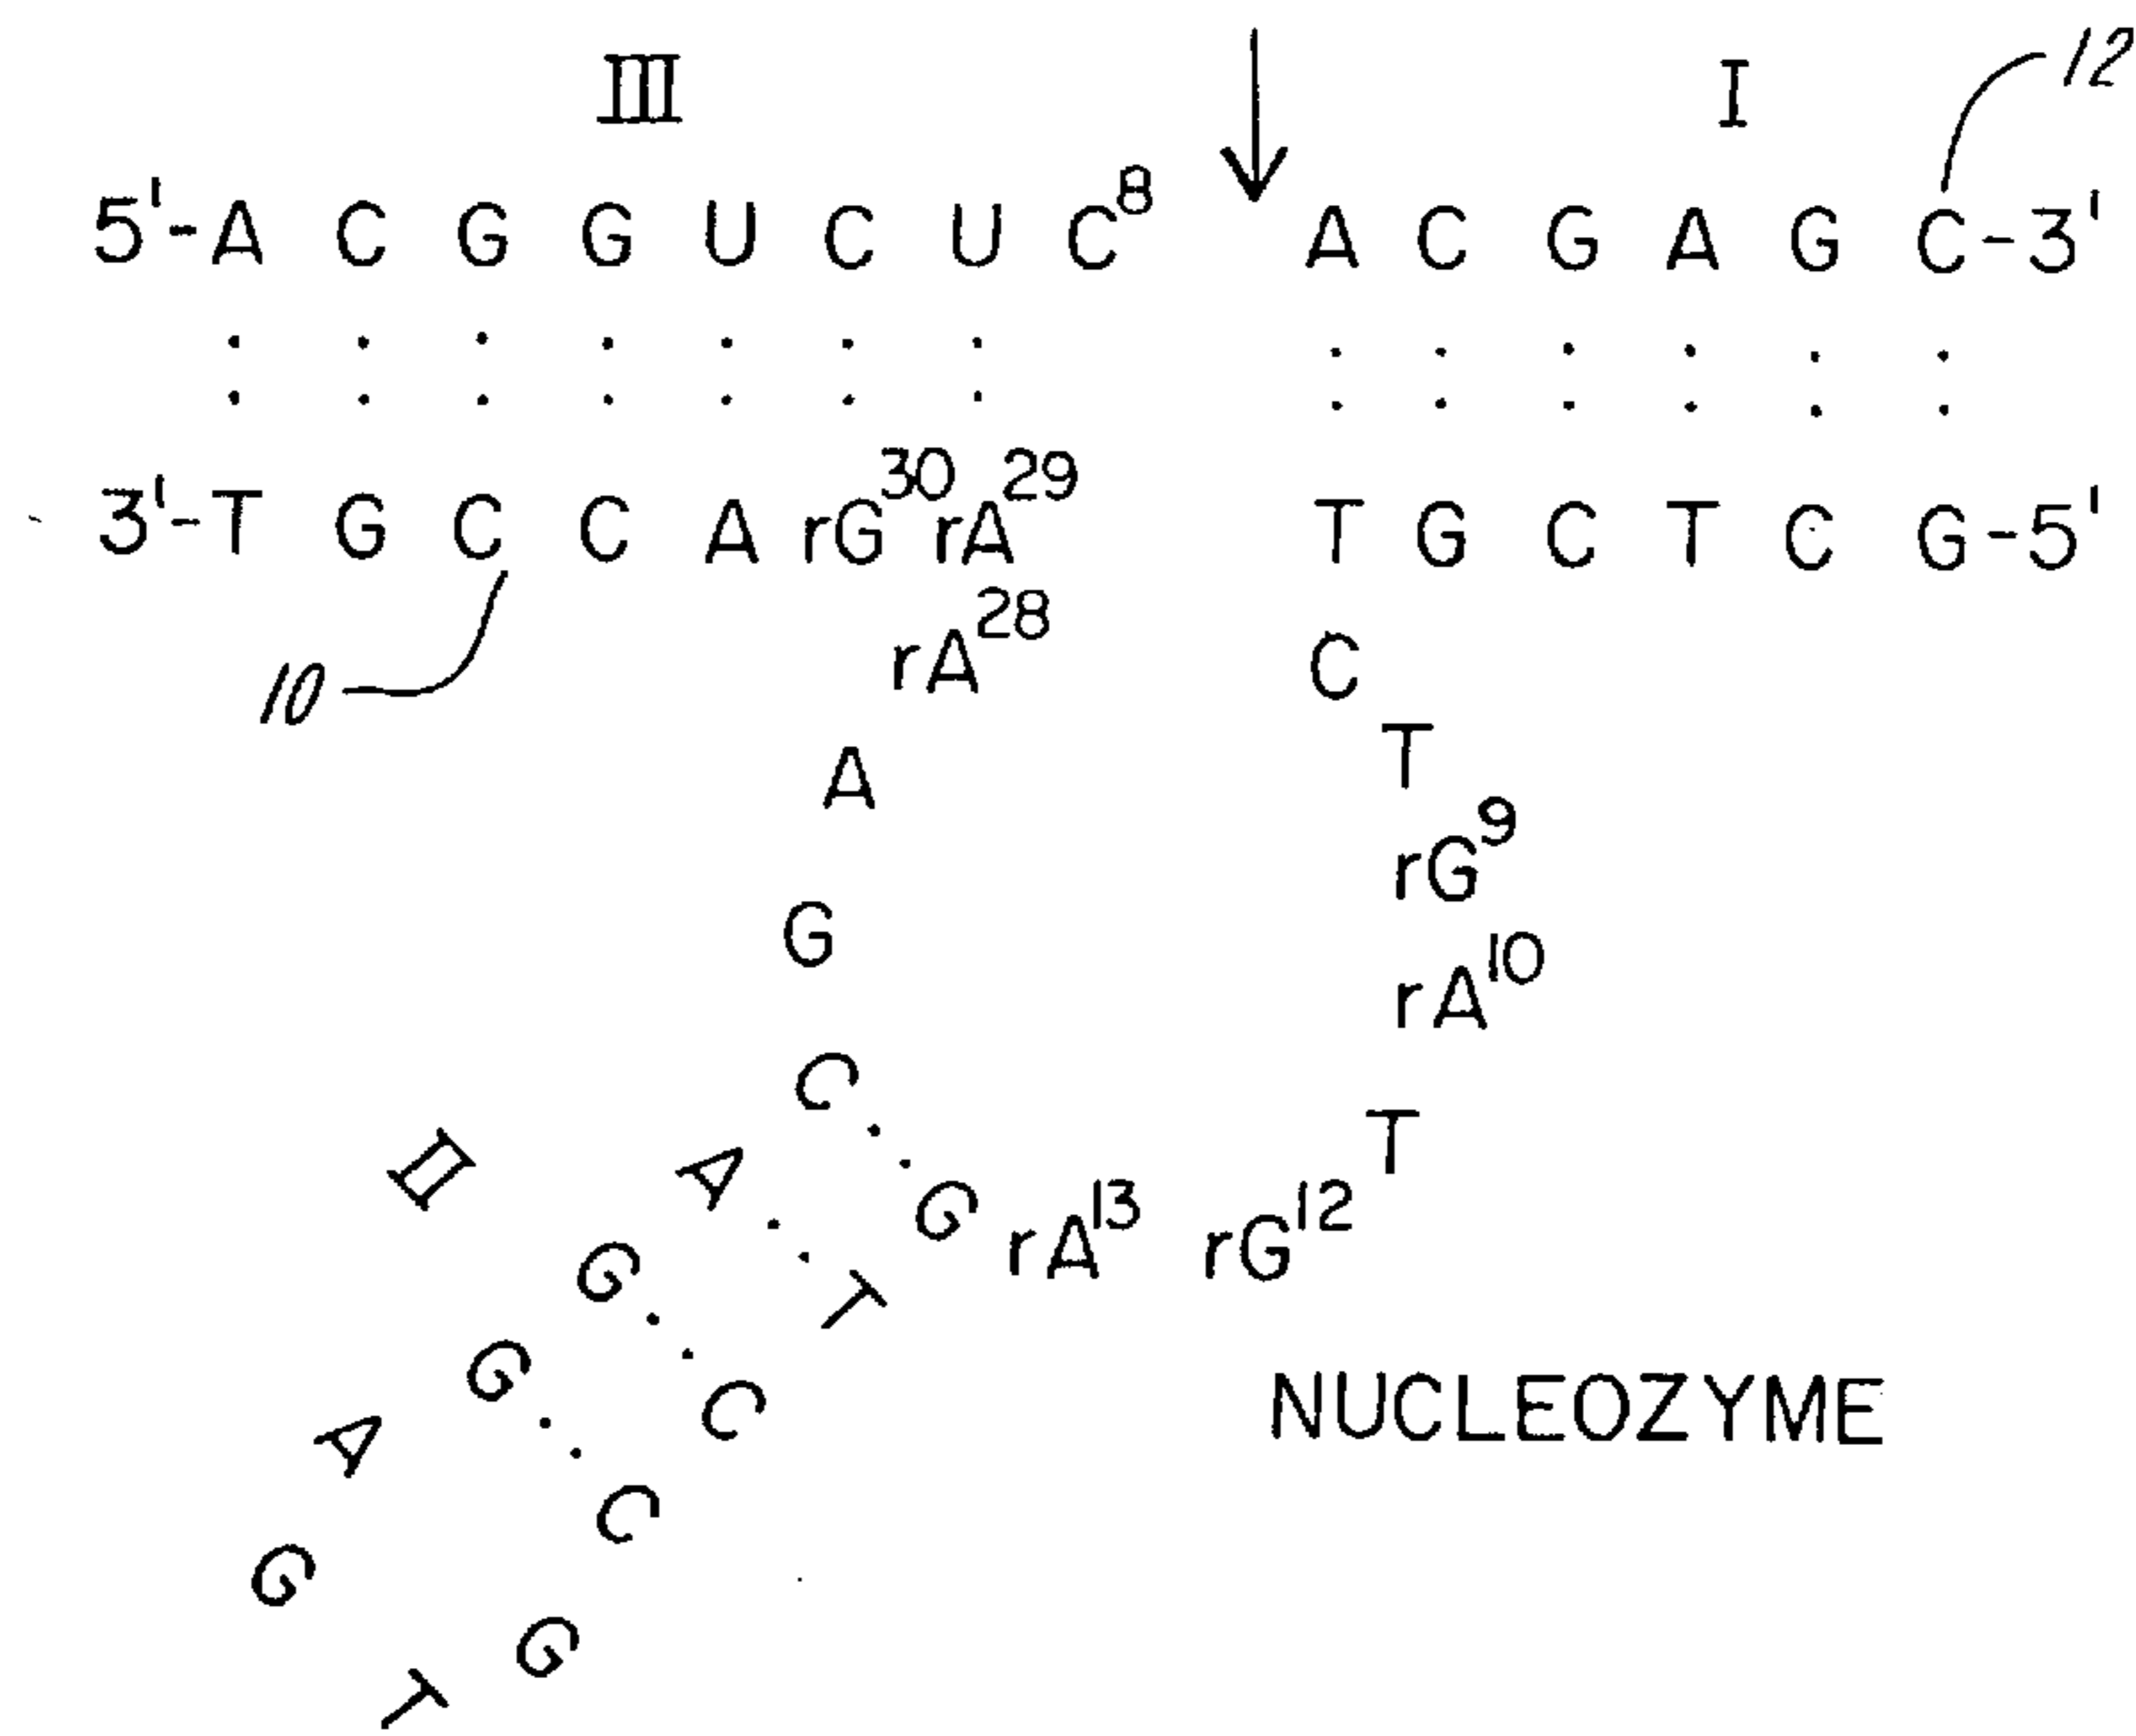 III I 12
5'-A C G G U C U C8 A C G A G C-3'
3'-T G C C A rG30 rA29 T G C T C G-5'
rA28 C
10
A T
rG9
G rA10
C T
II A G rA13 rG12
G T
G C NUCLEOZYME
A C
G G
T